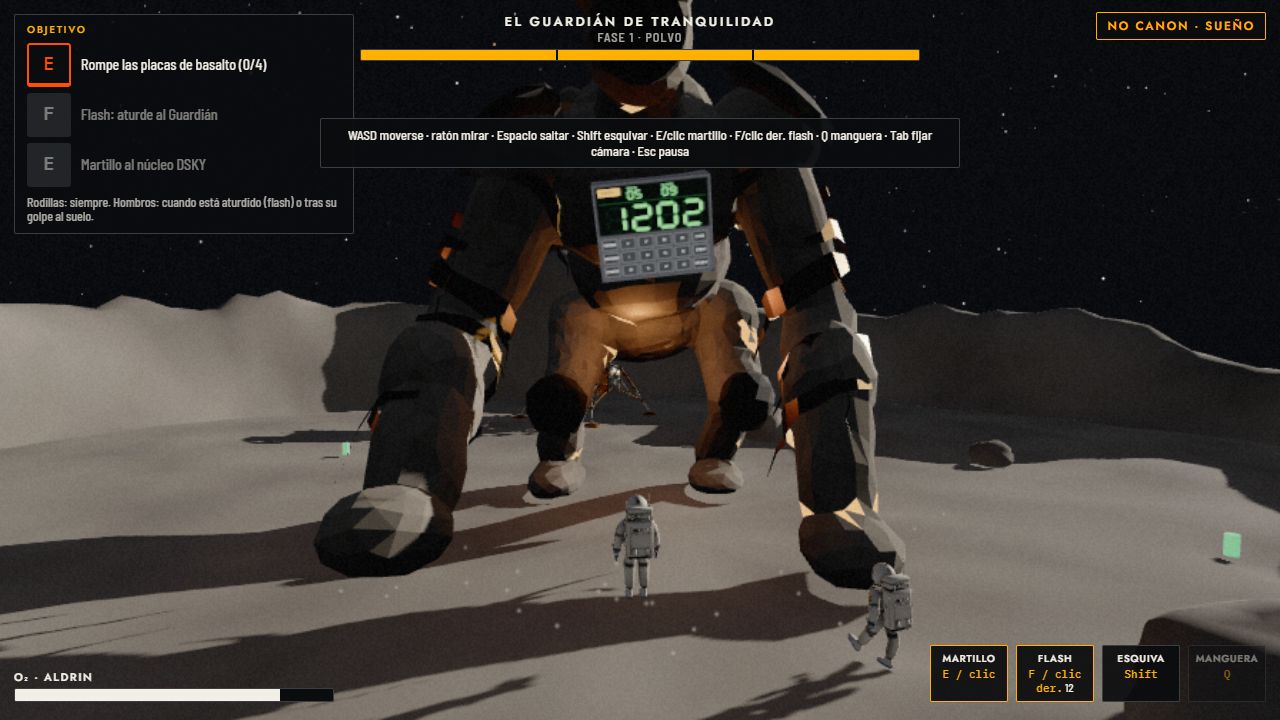 OBJETIVO
E
Rompe las placas de basalto (0/4)
F
Flash: aturde al Guardián
E
Martillo al núcleo DSKY
Rodillas: siempre. Hombros: cuando está aturdido (flash) o tras su
golpe al suelo.
EL GUARDIÁN DE TRANQUILIDAD
FASE 1 · POLVO
NO CANON · SUEÑO
WASD moverse · ratón mirar · Espacio saltar · Shift esquivar · E/clic martillo · F/clic der. flash · Q manguera · Tab fijar
cámara · Esc pausa
05 09
1202
O₂ · ALDRIN
MARTILLO
E / clic
FLASH
F / clic
der. 12
ESQUIVA
Shift
MANGUERA
Q